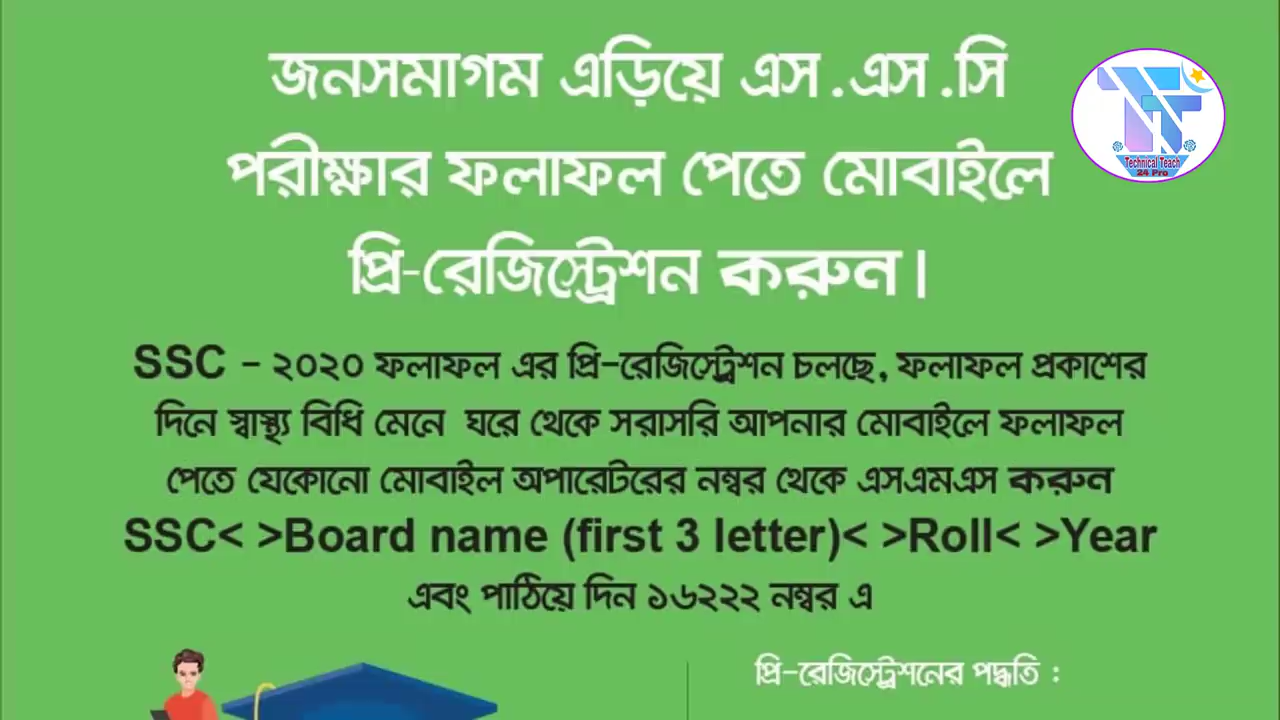 জনসমাগম এড়িয়ে এস.এস.সি
পরীক্ষার ফলাফল পেতে মোবাইলে
প্রি-রেজিস্ট্রেশন করুন।
SSC - ২০২০ ফলাফল এর প্রি-রেজিস্ট্রেশন চলছে, ফলাফল প্রকাশের
দিনে স্বাস্থ্য বিধি মেনে ঘরে থেকে সরাসরি আপনার মোবাইলে ফলাফল
পেতে যেকোনো মোবাইল অপারেটরের নম্বর থেকে এসএমএস করুন
SSC< >Board name (first 3 letter)< >Roll< >Year
এবং পাঠিয়ে দিন ১৬২২২ নম্বর এ
প্রি-রেজিস্ট্রেশনের পদ্ধতি :
TT
Technical Teach
24 Pro